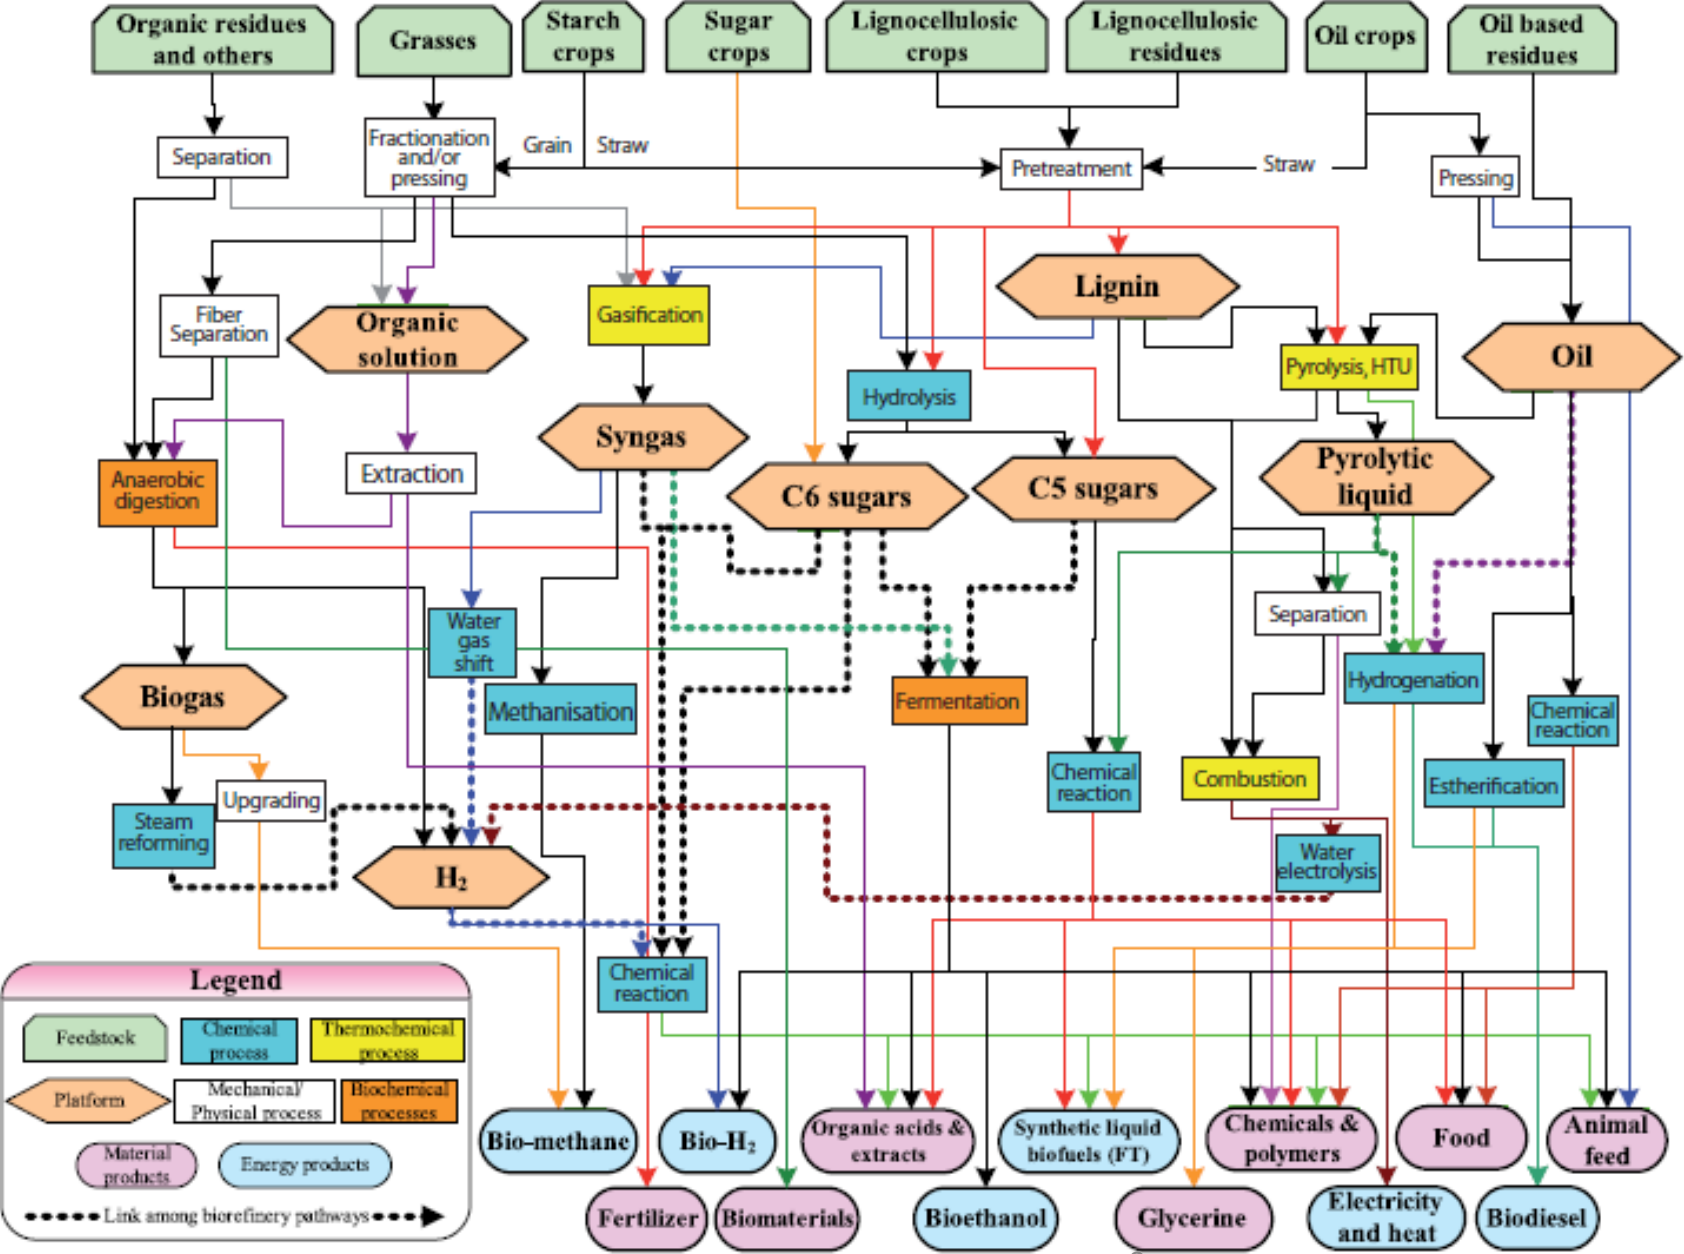 Organic residues
and others
Grasses
Starch
crops
Sugar
crops
Lignocellulosic
crops
Lignocellulosic
residues
Oil crops
Oil based
residues
Separation
Fractionation
and/or
pressing
Grain
Straw
Pretreatment
Straw
Pressing
Fiber
Separation
Organic
solution
Gasification
Lignin
Hydrolysis
Pyrolysis, HTU
Oil
Anaerobic
digestion
Extraction
Syngas
C6 sugars
C5 sugars
Pyrolytic
liquid
Water
gas
shift
Separation
Biogas
Methanisation
Fermentation
Hydrogenation
Chemical
reaction
Upgrading
Steam
reforming
Chemical
reaction
Combustion
Estherification
H₂
Water
electrolysis
Chemical
reaction
Legend
Feedstock
Chemical
process
Thermochemical
process
Platform
Mechanical/
Physical process
Biochemical
processes
Material
products
Energy products
Link among biorefinery pathways
Bio-methane
Bio-H₂
Organic acids &
extracts
Synthetic liquid
biofuels (FT)
Chemicals &
polymers
Food
Animal
feed
Fertilizer
Biomaterials
Bioethanol
Glycerine
Electricity
and heat
Biodiesel